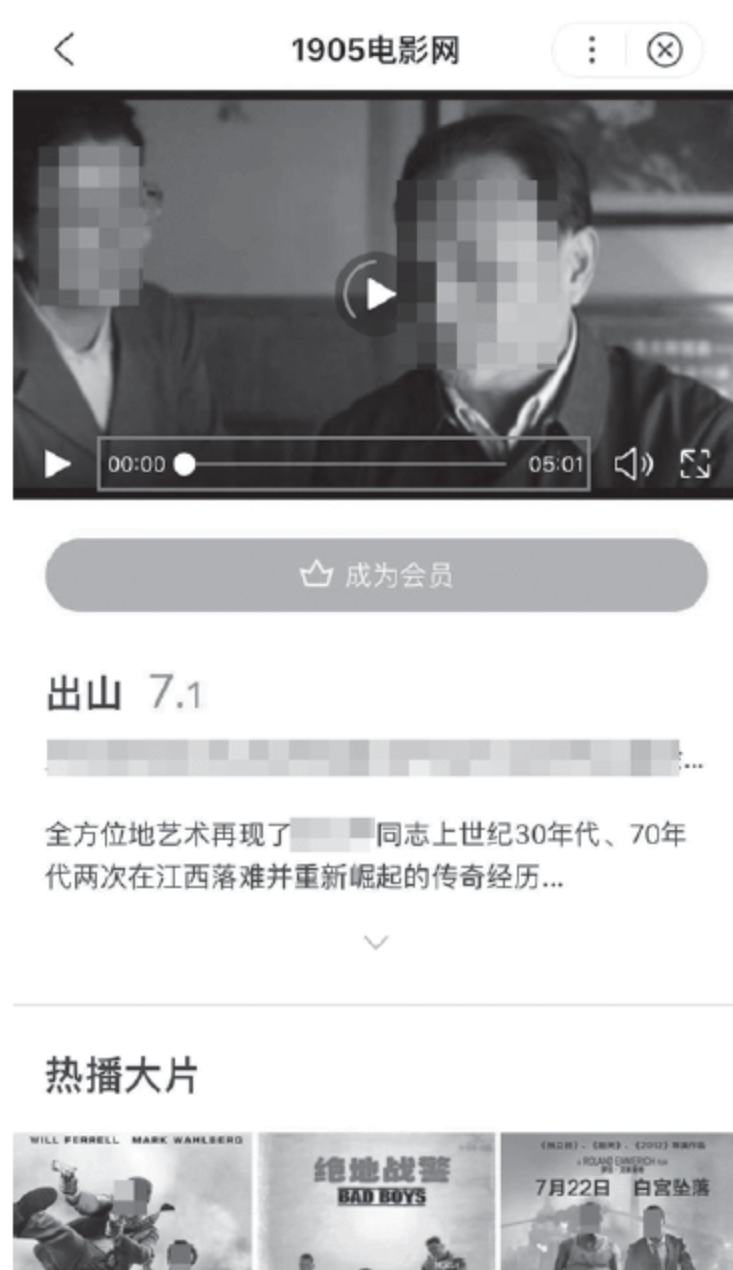 1905电影网
00:00
05:01
成为会员
出山 7.1
...
全方位地艺术再现了 同志上世纪30年代、70年
代两次在江西落难并重新崛起的传奇经历...
热播大片
WILL FERRELL MARK WAHLBERG
绝地战警
BAD BOYS
《2012》
ROLAND EMMERICH
7月22日 白宫坠落